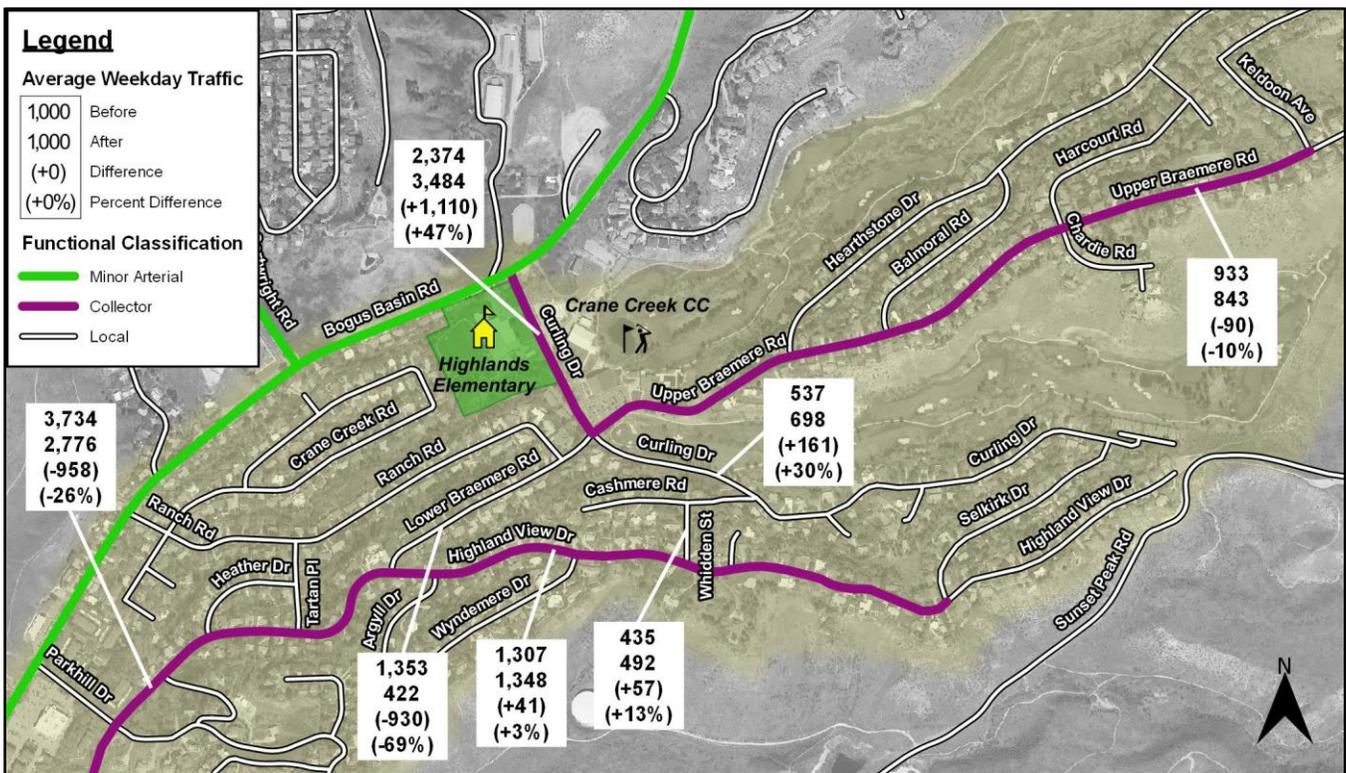 Legend
Average Weekday Traffic
1,000 Before
1,000 After
(+0) Difference
(+0%) Percent Difference
Functional Classification
Minor Arterial
Collector
Local
2,374
3,484
(+1,110)
(+47%)
Keldoon Ave
Harcourt Rd
Upper Braemere Rd
Hearthstone Dr
Balmoral Rd
Chardie Rd
933
843
(-90)
(-10%)
Bogus Basin Rd
Crane Creek CC
Curling Dr
Highlands
Elementary
Upper Braemere Rd
3,734
2,776
(-958)
(-26%)
Crane Creek Rd
Ranch Rd
537
698
(+161)
(+30%)
Curling Dr
Curling Dr
Cashmere Rd
Lower Braemere Rd
Ranch Rd
Selkirk Dr
Highland View Dr
Highland View Dr
Whidden St
Heather Dr
Tartan Pl
Argyll Dr
Wyndemere Dr
Sunset Peak Rd
Parkhill Dr
1,353
422
(-930)
(-69%)
1,307
1,348
(+41)
(+3%)
435
492
(+57)
(+13%)
N